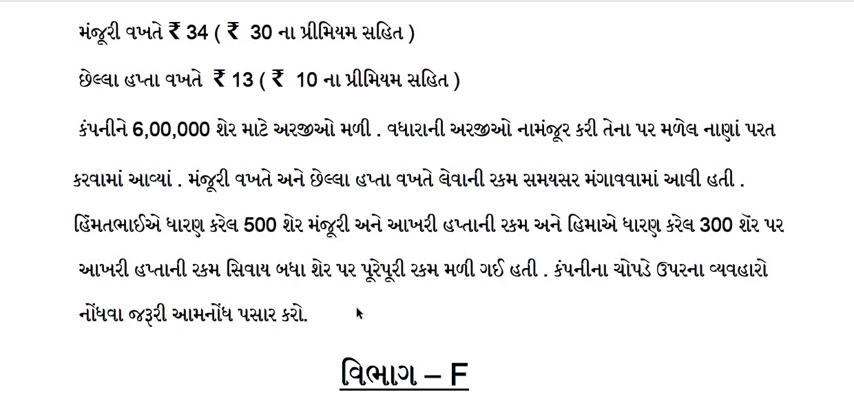 મંજૂરી વખતે ₹ 34 ( ₹ 30 ના પ્રીમિયમ સહિત )
છેલ્લા હપ્તા વખતે ₹ 13 ( ₹ 10 ના પ્રીમિયમ સહિત )
કંપનીને 6,00,000 શેર માટે અરજીઓ મળી . વધારાની અરજીઓ નામંજૂર કરી તેના પર મળેલ નાણાં પરત
કરવામાં આવ્યાં . મંજૂરી વખતે અને છેલ્લા હપ્તા વખતે લેવાની રકમ સમયસર મંગાવવામાં આવી હતી .
હિંમતભાઈએ ધારણ કરેલ 500 શેર મંજૂરી અને આખરી હપ્તાની રકમ અને હિમાએ ધારણ કરેલ 300 શૅર પર
આખરી હપ્તાની રકમ સિવાય બધા શેર પર પૂરેપૂરી રકમ મળી ગઈ હતી . કંપનીના ચોપડે ઉપરના વ્યવહારો
નોંધવા જરૂરી આમનોંધ પસાર કરો.
વિભાગ – F